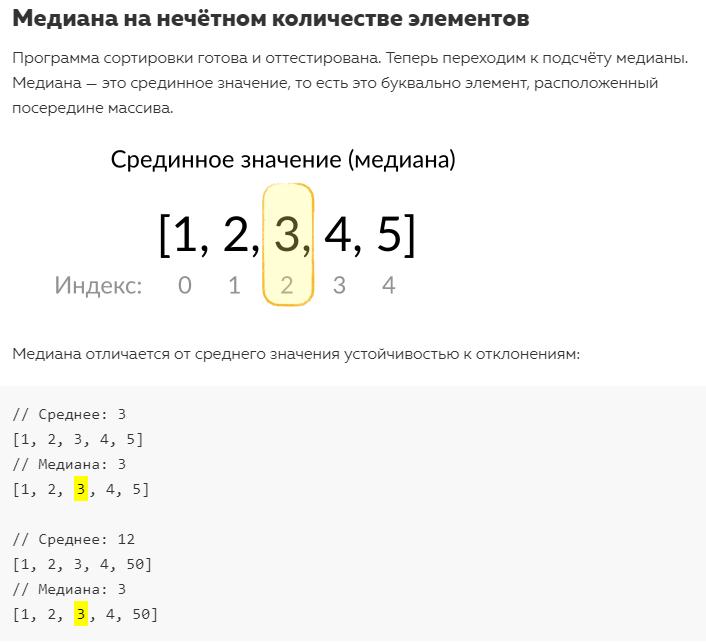 Медиана на нечётном количестве элементов
Программа сортировки готова и оттестирована. Теперь переходим к подсчёту медианы.
Медиана — это срединное значение, то есть это буквально элемент, расположенный
посередине массива.
Срединное значение (медиана)
[1, 2, 3, 4, 5]
Индекс: 0 1 2 3 4
Медиана отличается от среднего значения устойчивостью к отклонениям:
// Среднее: 3
[1, 2, 3, 4, 5]
// Медиана: 3
[1, 2, 3, 4, 5]
// Среднее: 12
[1, 2, 3, 4, 50]
// Медиана: 3
[1, 2, 3, 4, 50]